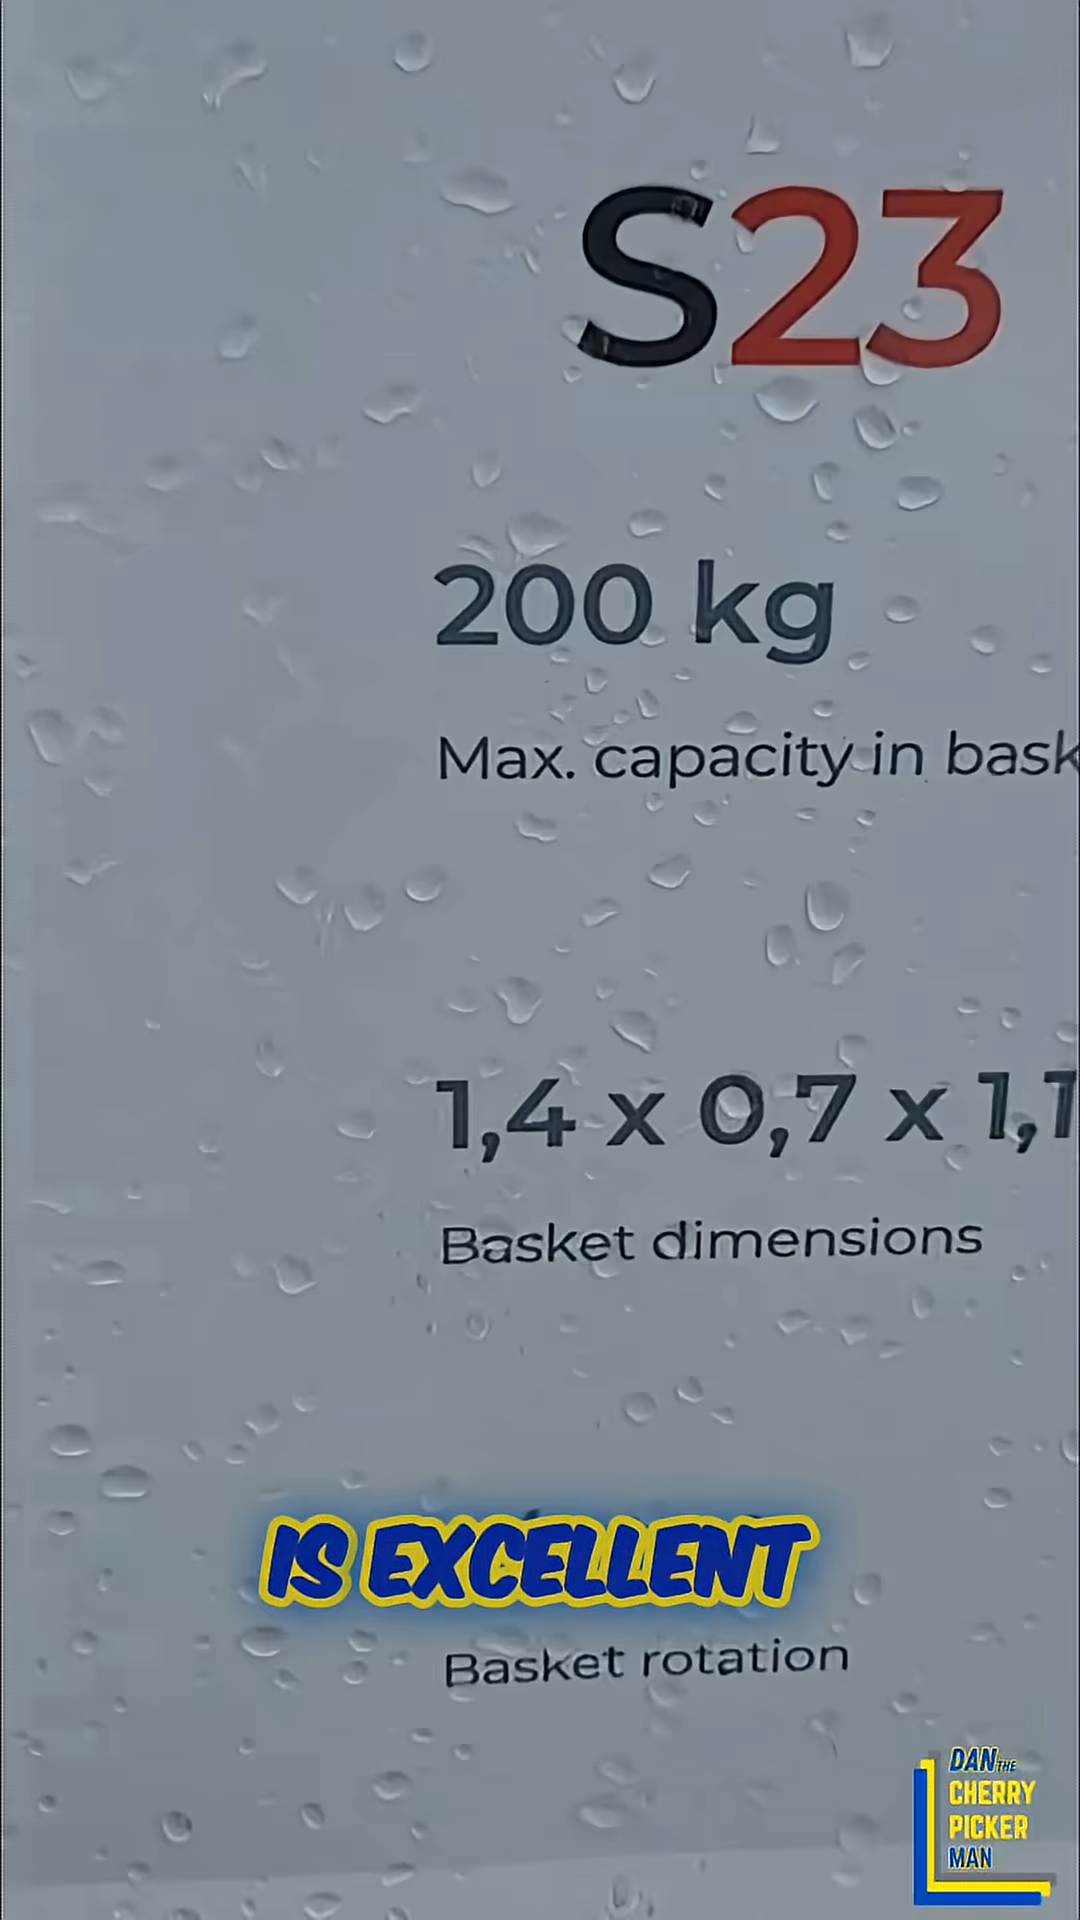 S23
200 kg
Max. capacity in bask
1,4 x 0,7 x 1,1
Basket dimensions
IS EXCELLENT
Basket rotation
DAN THE
CHERRY
PICKER
MAN